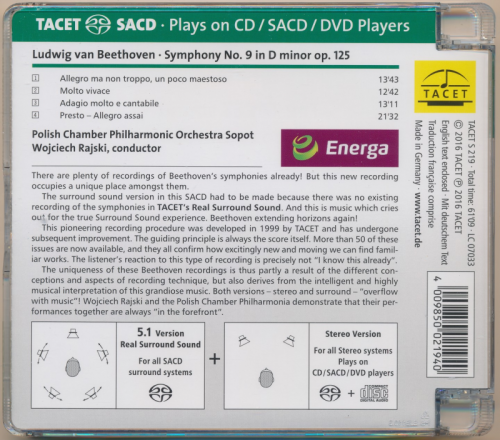 TACET SACD · Plays on CD / SACD / DVD Players
Ludwig van Beethoven · Symphony No. 9 in D minor op. 125
1 Allegro ma non troppo, un poco maestoso 13'43
2 Molto vivace 12'42
3 Adagio molto e cantabile 13'11
4 Presto – Allegro assai 21'32
Polish Chamber Philharmonic Orchestra Sopot
Wojciech Rajski, conductor
Energa
There are plenty of recordings of Beethoven's symphonies already! But this new recording
occupies a unique place amongst them.
The surround sound version in this SACD had to be made because there was no existing
recording of the symphonies in TACET's Real Surround Sound. And this is music which cries
out for the true Surround Sound experience. Beethoven extending horizons again!
This pioneering recording procedure was developed in 1999 by TACET and has undergone
subsequent improvement. The guiding principle is always the score itself. More than 50 of these
issues are now available, and they all confirm how excitingly new and moving we can find famil-
iar works. The listener's reaction to this type of recording is precisely not "I know this already".
The uniqueness of these Beethoven recordings is thus partly a result of the different con-
ceptions and aspects of recording technique, but also derives from the intelligent and highly
musical interpretation of this grandiose music. Both versions – stereo and surround – "overflow
with music"! Wojciech Rajski and the Polish Chamber Philharmonia demonstrate that their per-
formances together are always "in the forefront".
5.1 Version
Real Surround Sound
For all SACD
surround systems
+
Stereo Version
For all Stereo systems
Plays on
CD/SACD/DVD players
+
COMPACT
disc
DIGITAL AUDIO
TACET
TACET S 219 · Total time: 61'09 · LC 07033
© 2016 TACET ℗ 2016 TACET
English text enclosed · Mit deutschem Text
Traduction française comprise
Made in Germany · www.tacet.de
4 009850 021940